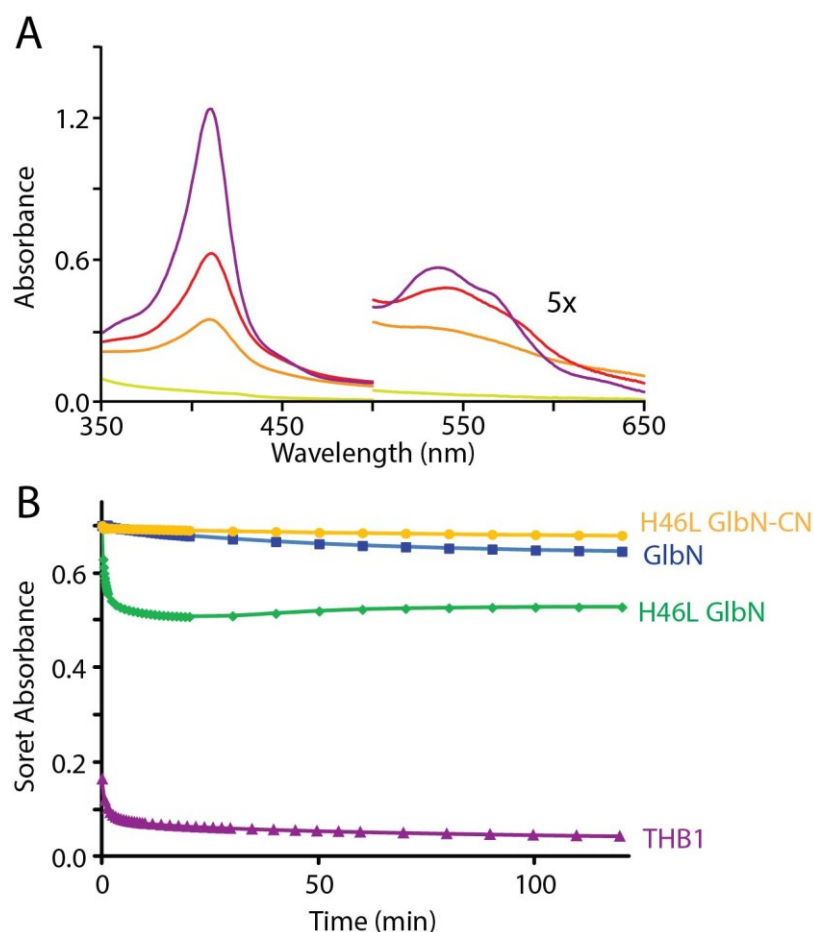 A
Absorbance
1.2
0.6
0.0
5x
350
450
550
650
Wavelength (nm)
B
Soret Absorbance
0.6
0.4
0.2
0.0
H46L GlbN-CN
GlbN
H46L GlbN
THB1
0
50
100
Time (min)